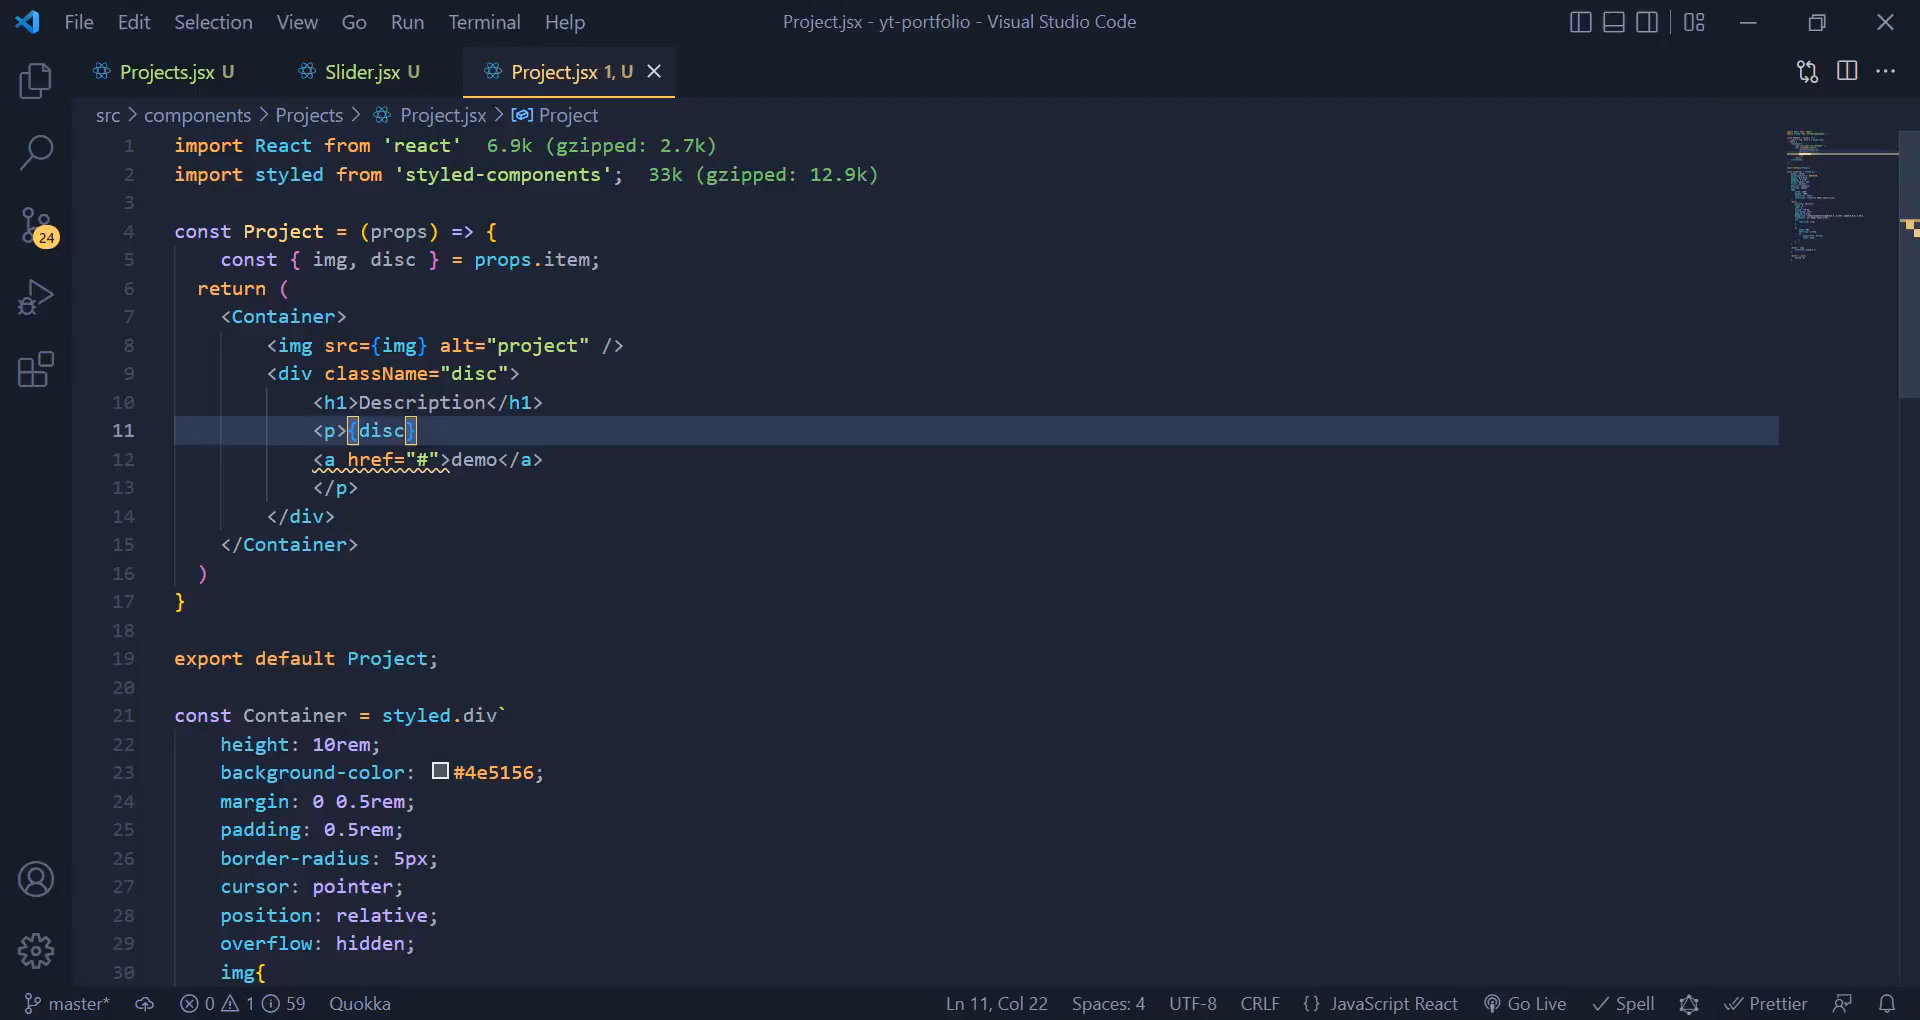 File Edit Selection View Go Run Terminal Help Project.jsx - yt-portfolio - Visual Studio Code
Projects.jsx U Slider.jsx U Project.jsx 1, U
src > components > Projects > Project.jsx > Project
1 import React from 'react' 6.9k (gzipped: 2.7k)
2 import styled from 'styled-components'; 33k (gzipped: 12.9k)
3
4 const Project = (props) => {
5 const { img, disc } = props.item;
6 return (
7 <Container>
8 <img src={img} alt="project" />
9 <div className="disc">
10 <h1>Description</h1>
11 <p>{disc}
12 <a href="#">demo</a>
13 </p>
14 </div>
15 </Container>
16 )
17 }
18
19 export default Project;
20
21 const Container = styled.div`
22 height: 10rem;
23 background-color: #4e5156;
24 margin: 0 0.5rem;
25 padding: 0.5rem;
26 border-radius: 5px;
27 cursor: pointer;
28 position: relative;
29 overflow: hidden;
30 img{
24
master* 0 1 59 Quokka Ln 11, Col 22 Spaces: 4 UTF-8 CRLF {} JavaScript React Go Live Spell Prettier